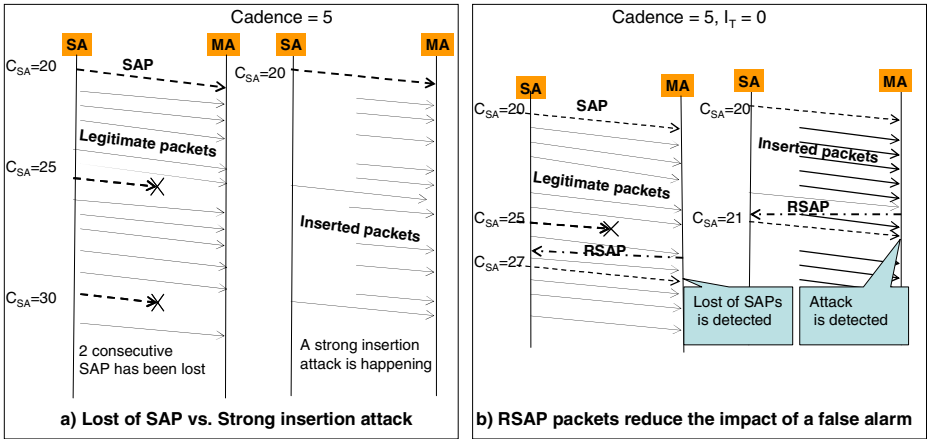 Cadence = 5
SA
MA
SA
MA
C_SA=20
SAP
C_SA=20
Legitimate packets
C_SA=25
Inserted packets
C_SA=30
2 consecutive
SAP has been lost
A strong insertion
attack is happening
a) Lost of SAP vs. Strong insertion attack
Cadence = 5, I_T = 0
SA
MA
SA
MA
C_SA=20
SAP
C_SA=20
Inserted packets
Legitimate packets
C_SA=25
RSAP
C_SA=21
RSAP
C_SA=27
Lost of SAPs
is detected
Attack
is detected
b) RSAP packets reduce the impact of a false alarm